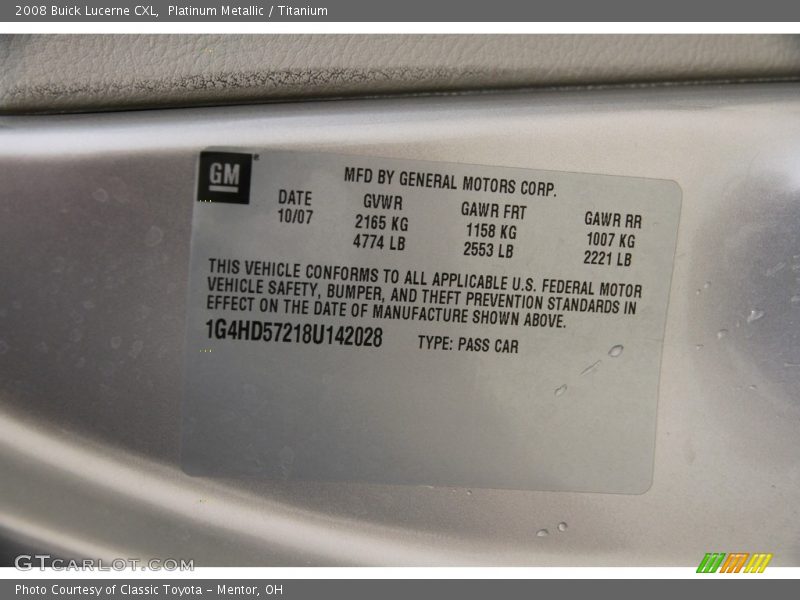 2008 Buick Lucerne CXL,  Platinum Metallic / Titanium
GM®
MFD BY GENERAL MOTORS CORP.
DATE GVWR GAWR FRT GAWR RR
10/07 2165 KG 1158 KG 1007 KG
4774 LB 2553 LB 2221 LB
THIS VEHICLE CONFORMS TO ALL APPLICABLE U.S. FEDERAL MOTOR
VEHICLE SAFETY, BUMPER, AND THEFT PREVENTION STANDARDS IN
EFFECT ON THE DATE OF MANUFACTURE SHOWN ABOVE.
1G4HD57218U142028 TYPE: PASS CAR
GTCARLOT.COM
Photo Courtesy of Classic Toyota - Mentor, OH